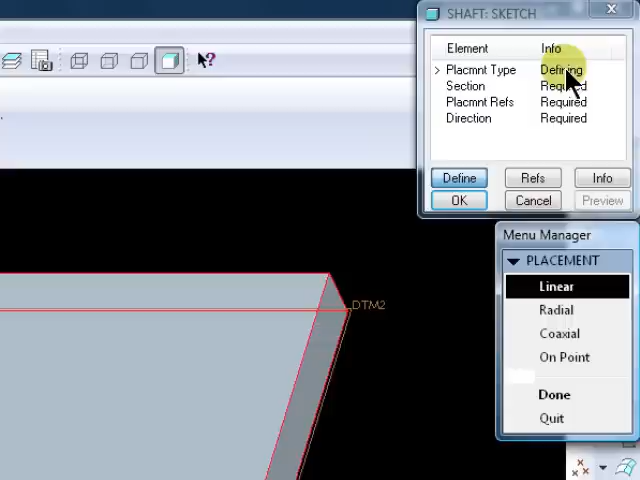 SHAFT: SKETCH
Element Info
> Placmnt Type Defining
Section Required
Placmnt Refs Required
Direction Required
Define Refs Info
OK Cancel Preview
Menu Manager
PLACEMENT
Linear
Radial
Coaxial
On Point
Done
Quit
DTM2